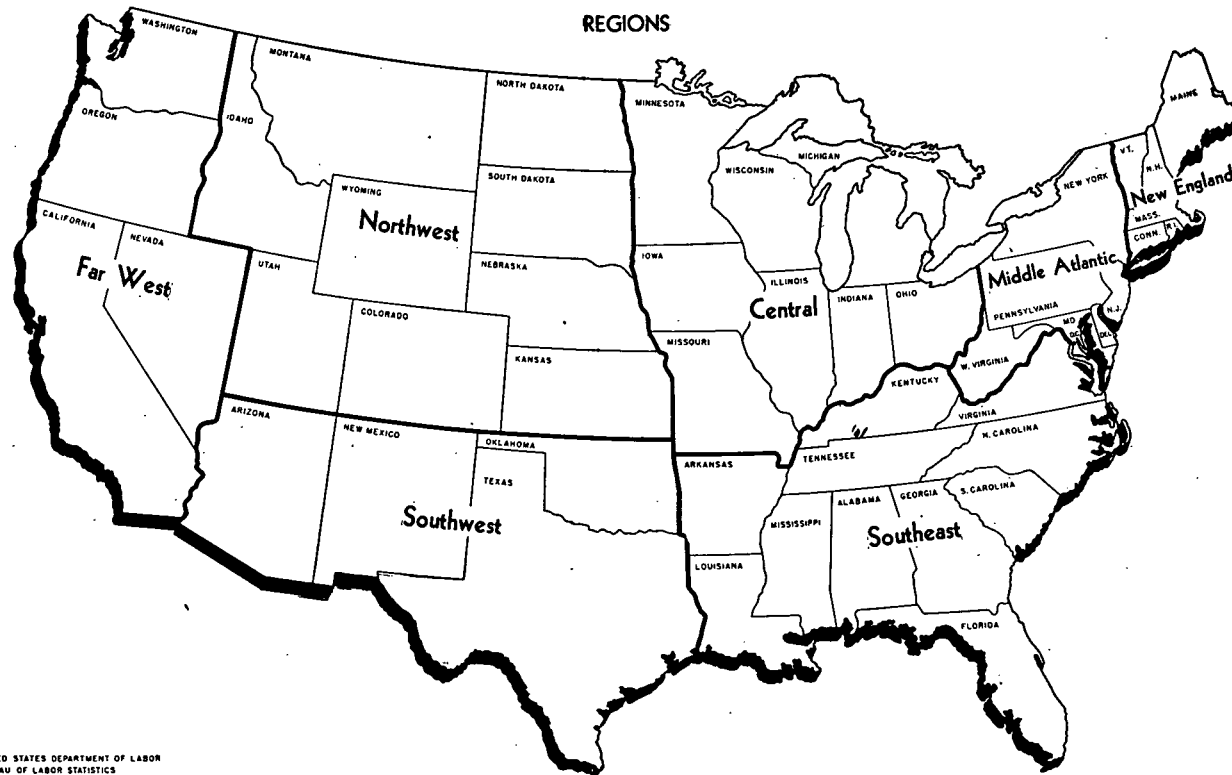 REGIONS
WASHINGTON
MONTANA
NORTH DAKOTA
MINNESOTA
MAINE
OREGON
IDAHO
VT.
N.H.
WISCONSIN
MICHIGAN
NEW YORK
SOUTH DAKOTA
WYOMING
Northwest
New England
MASS.
CALIFORNIA
NEVADA
CONN.
R.I.
Far West
UTAH
NEBRASKA
IOWA
ILLINOIS
INDIANA
OHIO
Central
Middle Atlantic
PENNSYLVANIA
N.J.
COLORADO
MD.
D.C.
DEL.
KANSAS
MISSOURI
W. VIRGINIA
KENTUCKY
VIRGINIA
ARIZONA
NEW MEXICO
OKLAHOMA
N. CAROLINA
TENNESSEE
ARKANSAS
TEXAS
ALABAMA
GEORGIA
S. CAROLINA
MISSISSIPPI
Southwest
Southeast
LOUISIANA
FLORIDA
ED STATES DEPARTMENT OF LABOR
AU OF LABOR STATISTICS